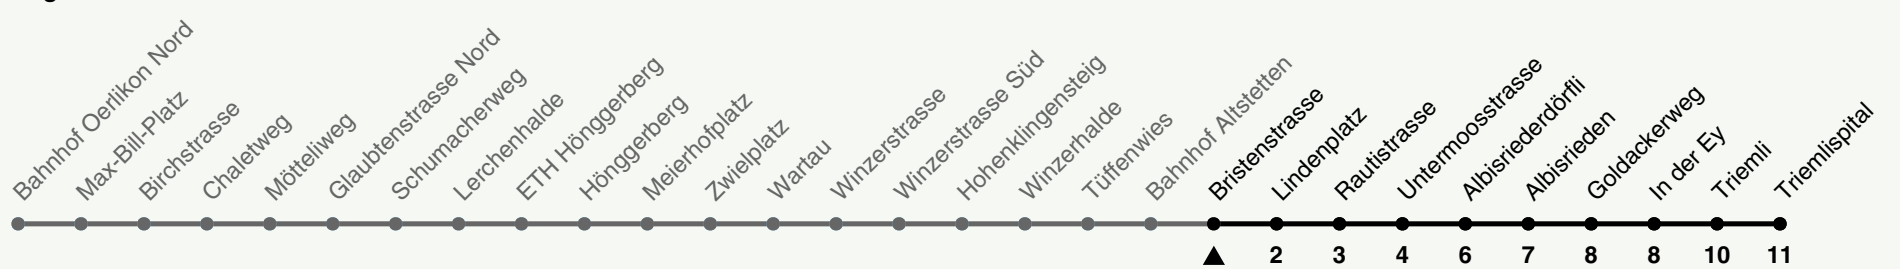 Bahnhof Oerlikon Nord
Max-Bill-Platz
Birchstrasse
Chaletweg
Mötteliweg
Glaubtenstrasse Nord
Schumacherweg
Lerchenhalde
ETH Hönggerberg
Hönggerberg
Meierhofplatz
Zwielplatz
Wartau
Winzerstrasse
Winzerstrasse Süd
Hohenklingensteig
Winzerhalde
Tüffenwies
Bahnhof Altstetten
Bristenstrasse
Lindenplatz
Rautistrasse
Untermoosstrasse
Albisriederdörfli
Albisrieden
Goldackerweg
In der Ey
Triemli
Triemlispital
2 3 4 6 7 8 8 10 11